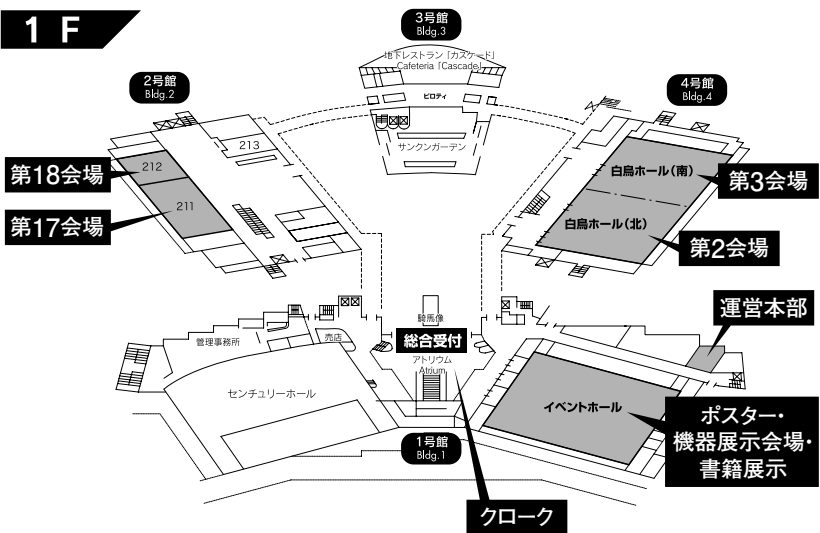 1 F
3号館
Bldg.3
地下レストラン「カスケード」
Cafeteria「Cascade」
ピロティ
サンクンガーデン
2号館
Bldg.2
213
212
211
第18会場
第17会場
4号館
Bldg.4
白鳥ホール(南)
白鳥ホール(北)
第3会場
第2会場
運営本部
騎馬像
総合受付
アトリウム
Atrium
管理事務所
売店
センチュリーホール
イベントホール
ポスター・
機器展示会場・
書籍展示
1号館
Bldg.1
クローク